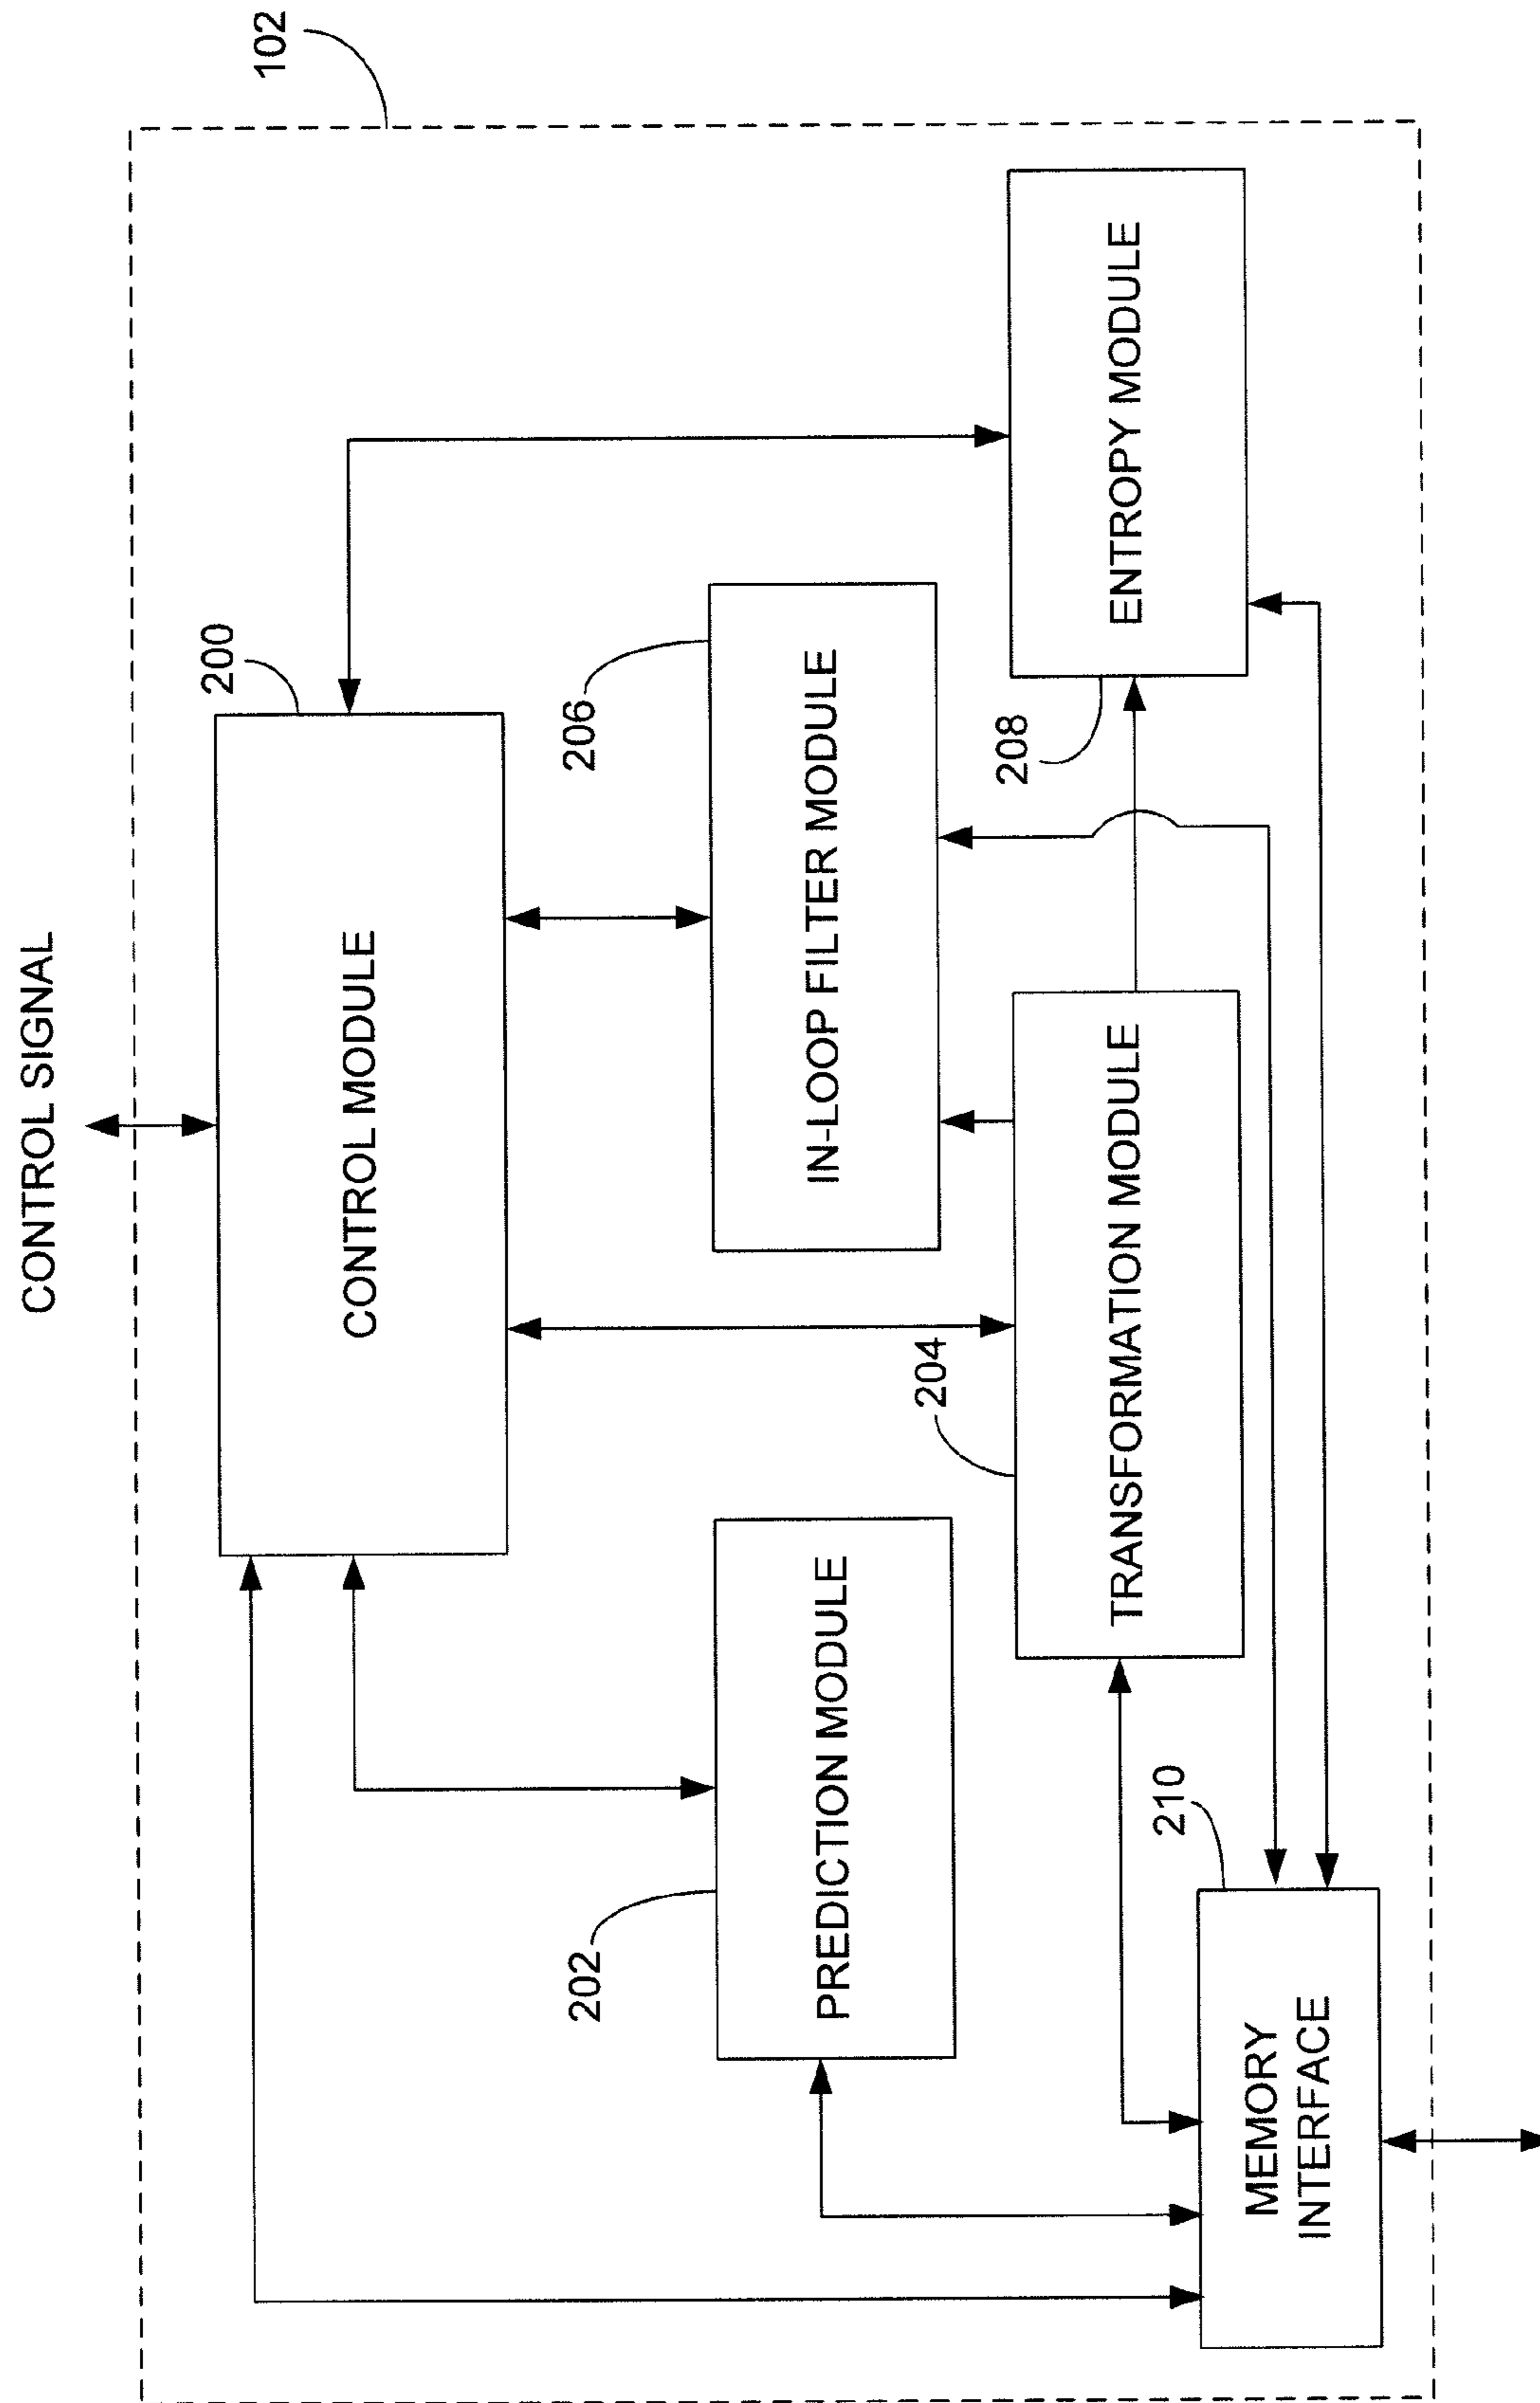 CONTROL SIGNAL
102
200
CONTROL MODULE
202
PREDICTION MODULE
206
IN-LOOP FILTER MODULE
204
TRANSFORMATION MODULE
208
ENTROPY MODULE
210
MEMORY
INTERFACE